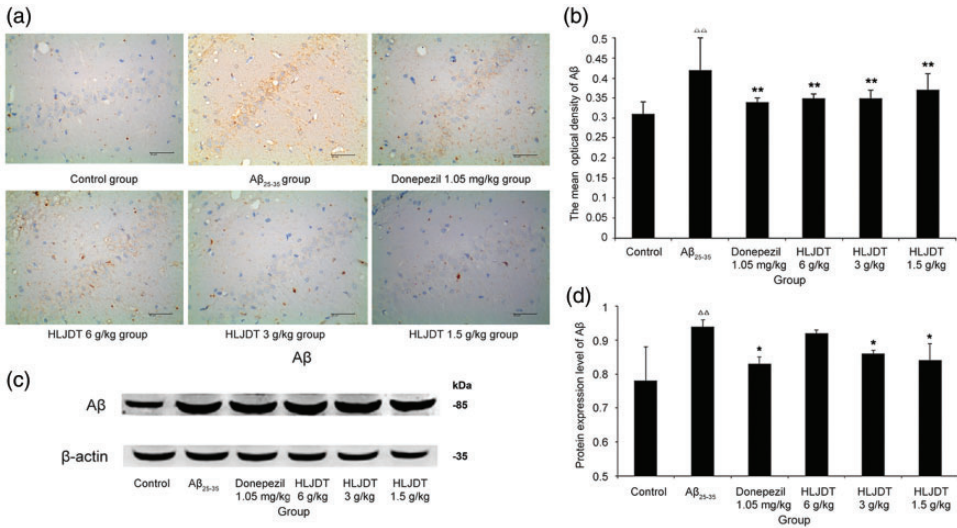 (a)
Control group
Aβ25-35 group
Donepezil 1.05 mg/kg group
HLJDT 6 g/kg group
HLJDT 3 g/kg group
HLJDT 1.5 g/kg group
Aβ
(b)
The mean optical density of Aβ
0.5
0.45
0.4
0.35
0.3
0.25
0.2
0.15
0.1
0.05
0
△△
**
**
**
**
Control
Aβ25-35
Donepezil
1.05 mg/kg
HLJDT
6 g/kg
HLJDT
3 g/kg
HLJDT
1.5 g/kg
Group
(c)
kDa
Aβ
-85
β-actin
-35
Control
Aβ25-35
Donepezil
1.05 mg/kg
HLJDT
6 g/kg
HLJDT
3 g/kg
HLJDT
1.5 g/kg
Group
(d)
Protein expression level of Aβ
1
0.9
0.8
0.7
0.6
0.5
△△
*
*
*
Control
Aβ25-35
Donepezil
1.05 mg/kg
HLJDT
6 g/kg
HLJDT
3 g/kg
HLJDT
1.5 g/kg
Group